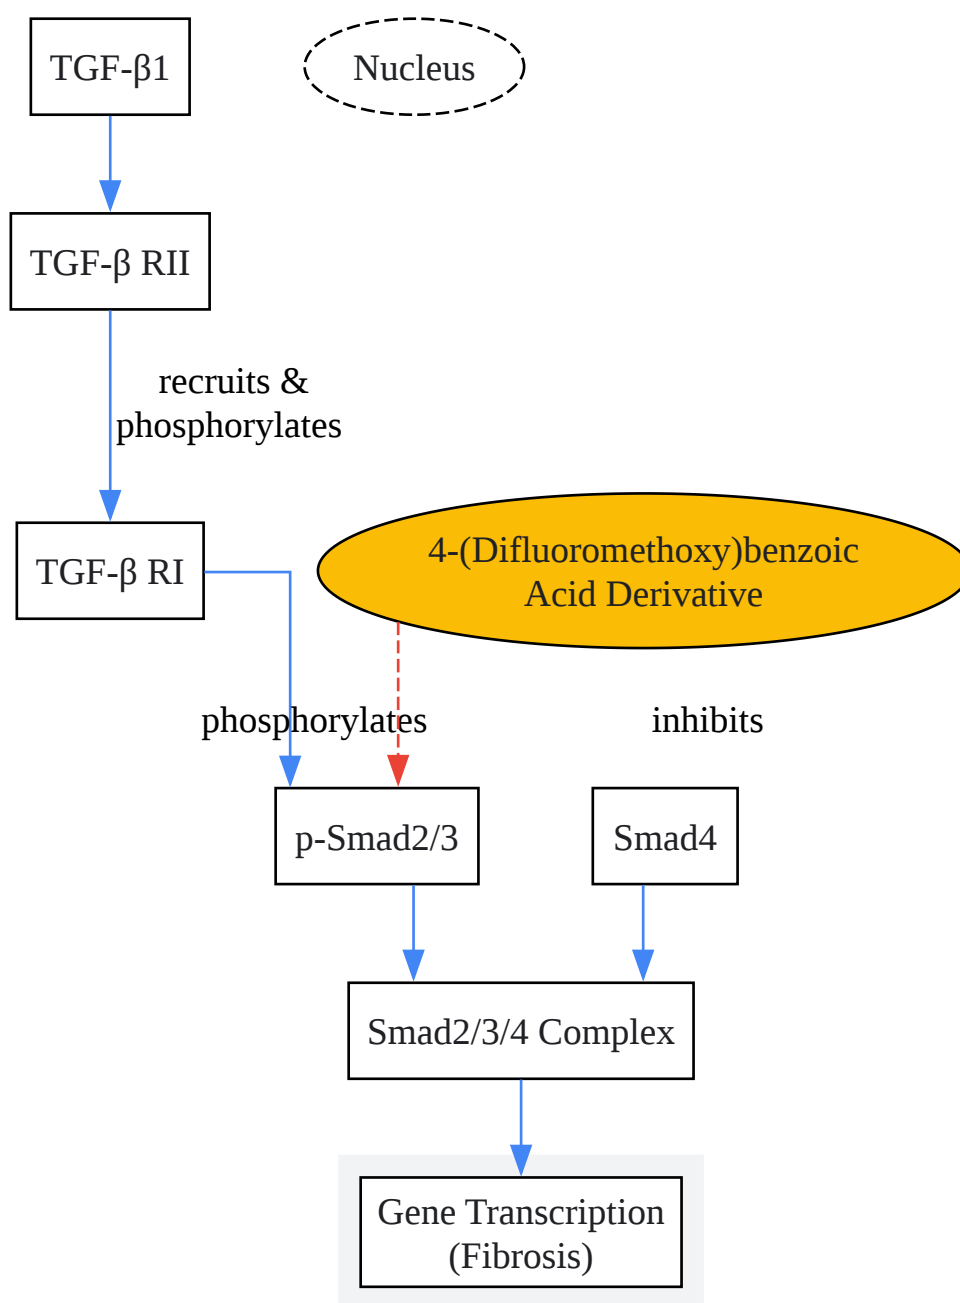 TGF-β1
Nucleus
TGF-β RII
recruits &
phosphorylates
TGF-β RI
4-(Difluoromethoxy)benzoic
Acid Derivative
phosphorylates
inhibits
p-Smad2/3
Smad4
Smad2/3/4 Complex
Gene Transcription
(Fibrosis)